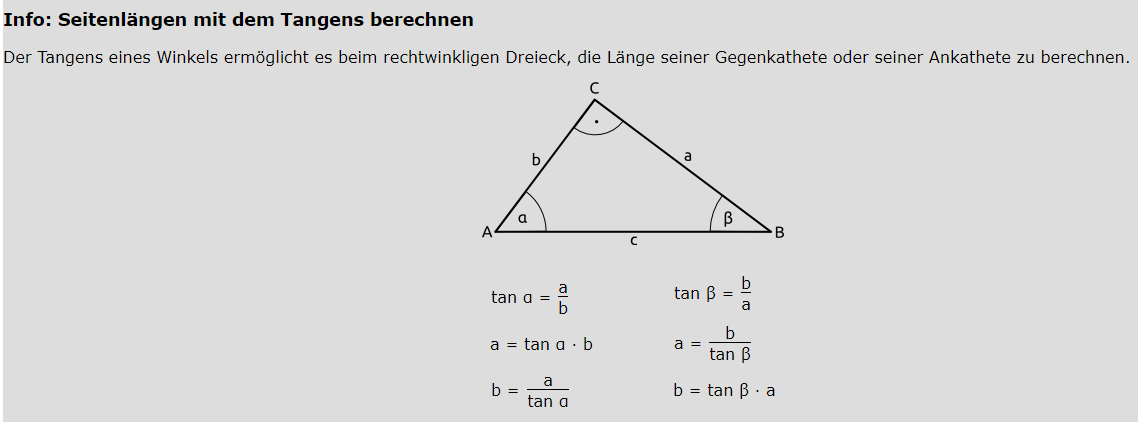 Info: Seitenlängen mit dem Tangens berechnen
Der Tangens eines Winkels ermöglicht es beim rechtwinkligen Dreieck, die Länge seiner Gegenkathete oder seiner Ankathete zu berechnen.
C
b
a
α
β
A
B
c
tan α = a/b
tan β = b/a
a = tan α · b
a = b/tan β
b = a/tan α
b = tan β · a